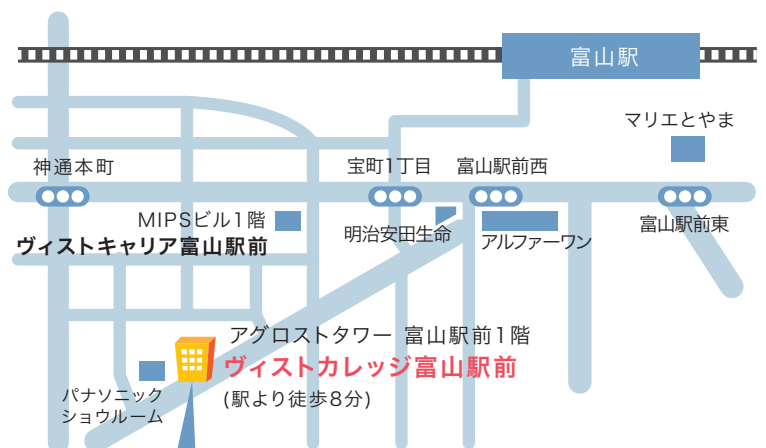 富山駅
マリエとやま
神通本町
宝町1丁目
富山駅前西
MIPSビル1階
ヴィストキャリア富山駅前
明治安田生命
アルファーワン
富山駅前東
アグロストタワー 富山駅前1階
ヴィストカレッジ富山駅前
(駅より徒歩8分)
パナソニック
ショウルーム